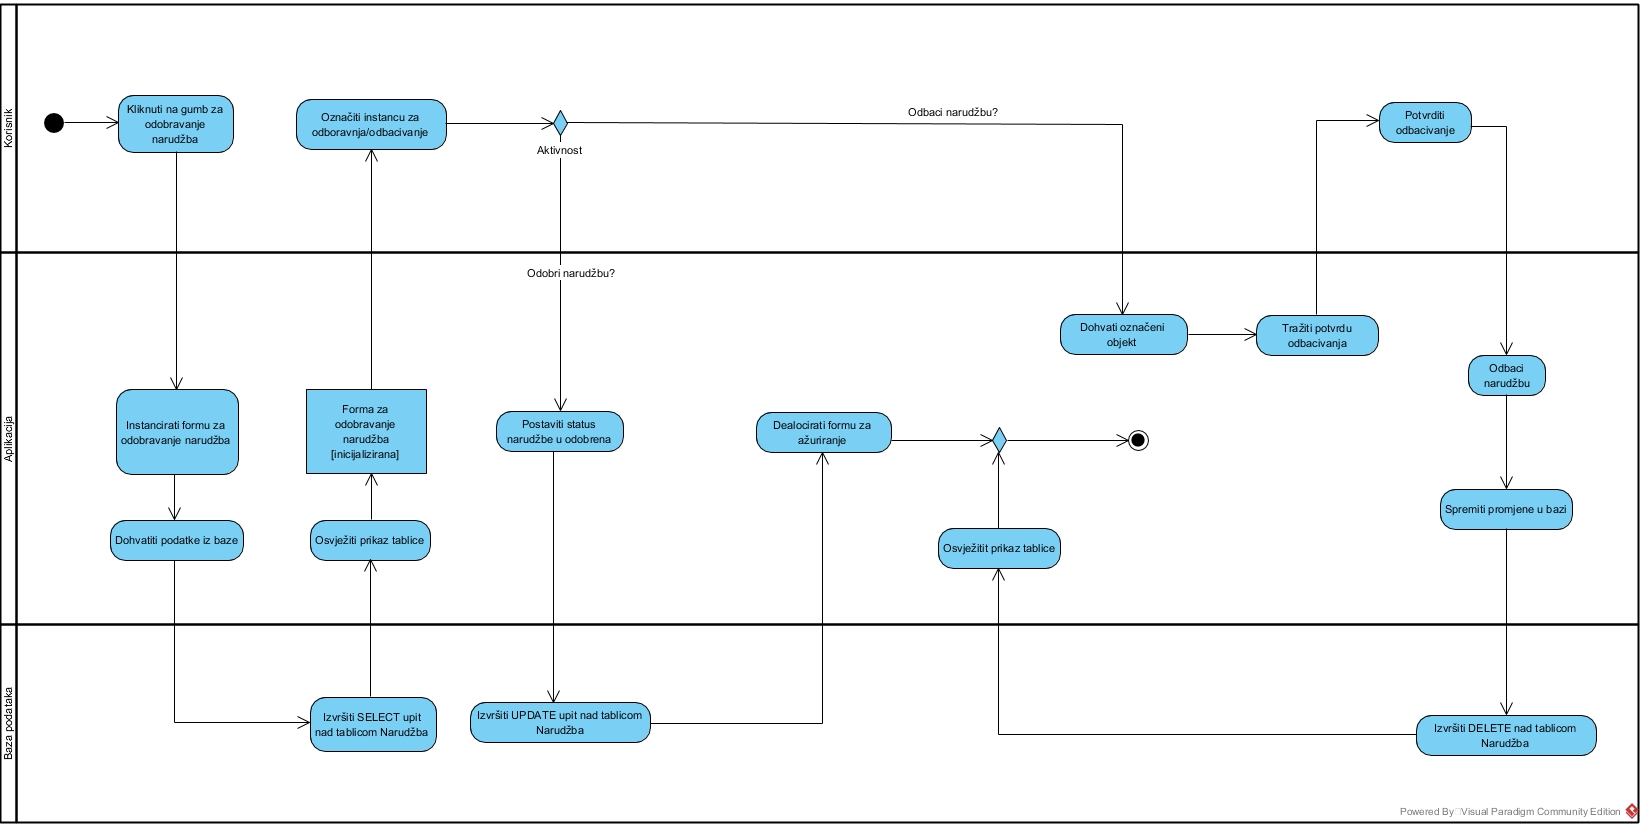 Korisnik
Kliknuti na gumb za
odobravanje
narudžba
Označiti instancu za
odboravnja/odbacivanje
Aktivnost
Odbaci narudžbu?
Potvrditi
odbacivanje
Aplikacija
Odobri narudžbu?
Instancirati formu za
odobravanje narudžba
Dohvatiti podatke iz baze
Forma za
odobravanje
narudžba
[inicijalizirana]
Osvježiti prikaz tablice
Postaviti status
narudžbe u odobrena
Dealocirati formu za
ažuriranje
Osvježitit prikaz tablice
Dohvati označeni
objekt
Tražiti potvrdu
odbacivanja
Odbaci
narudžbu
Spremiti promjene u bazi
Baza podataka
Izvršiti SELECT upit
nad tablicom Narudžba
Izvršiti UPDATE upit nad tablicom
Narudžba
Izvršiti DELETE nad tablicom
Narudžba
Powered By Visual Paradigm Community Edition